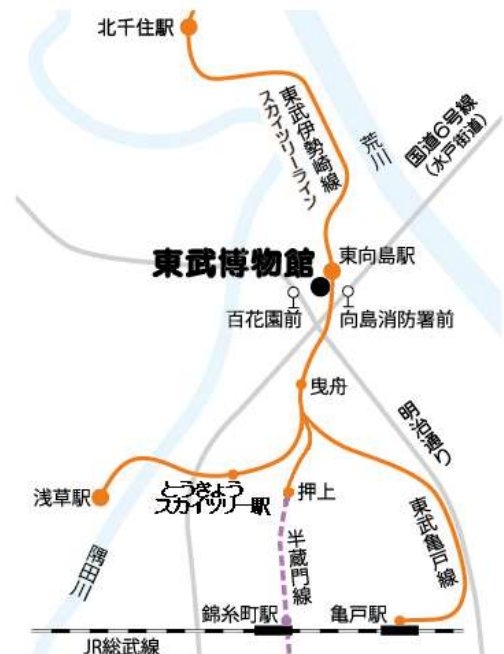 北千住駅
東武伊勢崎線
スカイツリーライン
荒川
国道6号線
(水戸街道)
東武博物館
東向島駅
百花園前
向島消防署前
曳舟
明治通り
とうきょう
スカイツリー駅
押上
浅草駅
隅田川
半蔵門線
東武亀戸線
錦糸町駅
亀戸駅
JR総武線